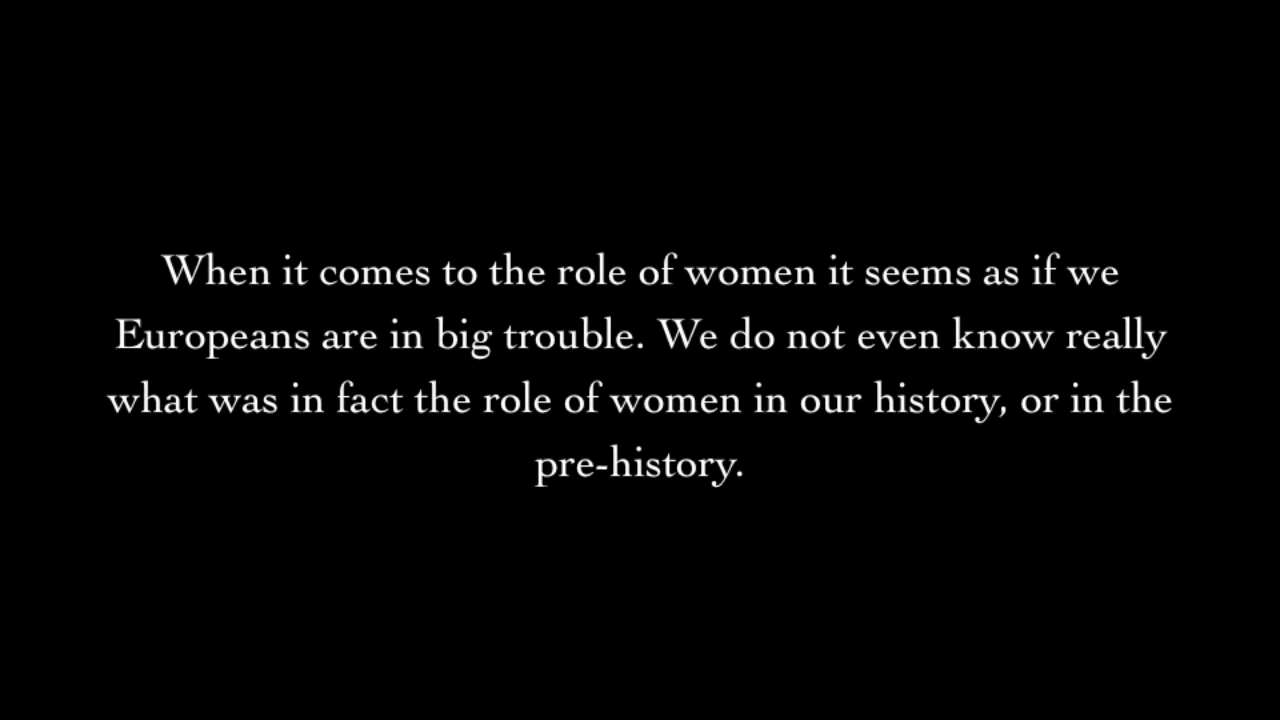 When it comes to the role of women it seems as if we
Europeans are in big trouble. We do not even know really
what was in fact the role of women in our history, or in the
pre-history.